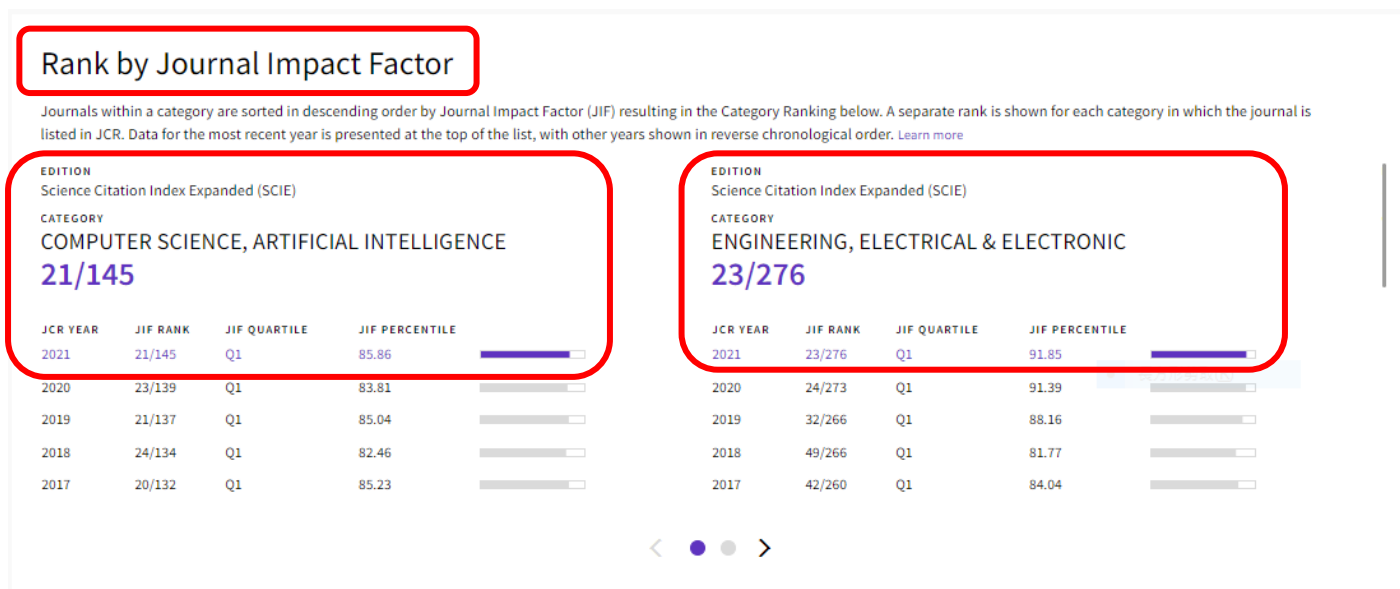 Rank by Journal Impact Factor
Journals within a category are sorted in descending order by Journal Impact Factor (JIF) resulting in the Category Ranking below. A separate rank is shown for each category in which the journal is
listed in JCR. Data for the most recent year is presented at the top of the list, with other years shown in reverse chronological order. Learn more
EDITION
Science Citation Index Expanded (SCIE)
CATEGORY
COMPUTER SCIENCE, ARTIFICIAL INTELLIGENCE
21/145
JCR YEAR JIF RANK JIF QUARTILE JIF PERCENTILE
2021 21/145 Q1 85.86
2020 23/139 Q1 83.81
2019 21/137 Q1 85.04
2018 24/134 Q1 82.46
2017 20/132 Q1 85.23
EDITION
Science Citation Index Expanded (SCIE)
CATEGORY
ENGINEERING, ELECTRICAL & ELECTRONIC
23/276
JCR YEAR JIF RANK JIF QUARTILE JIF PERCENTILE
2021 23/276 Q1 91.85
2020 24/273 Q1 91.39
2019 32/266 Q1 88.16
2018 49/266 Q1 81.77
2017 42/260 Q1 84.04